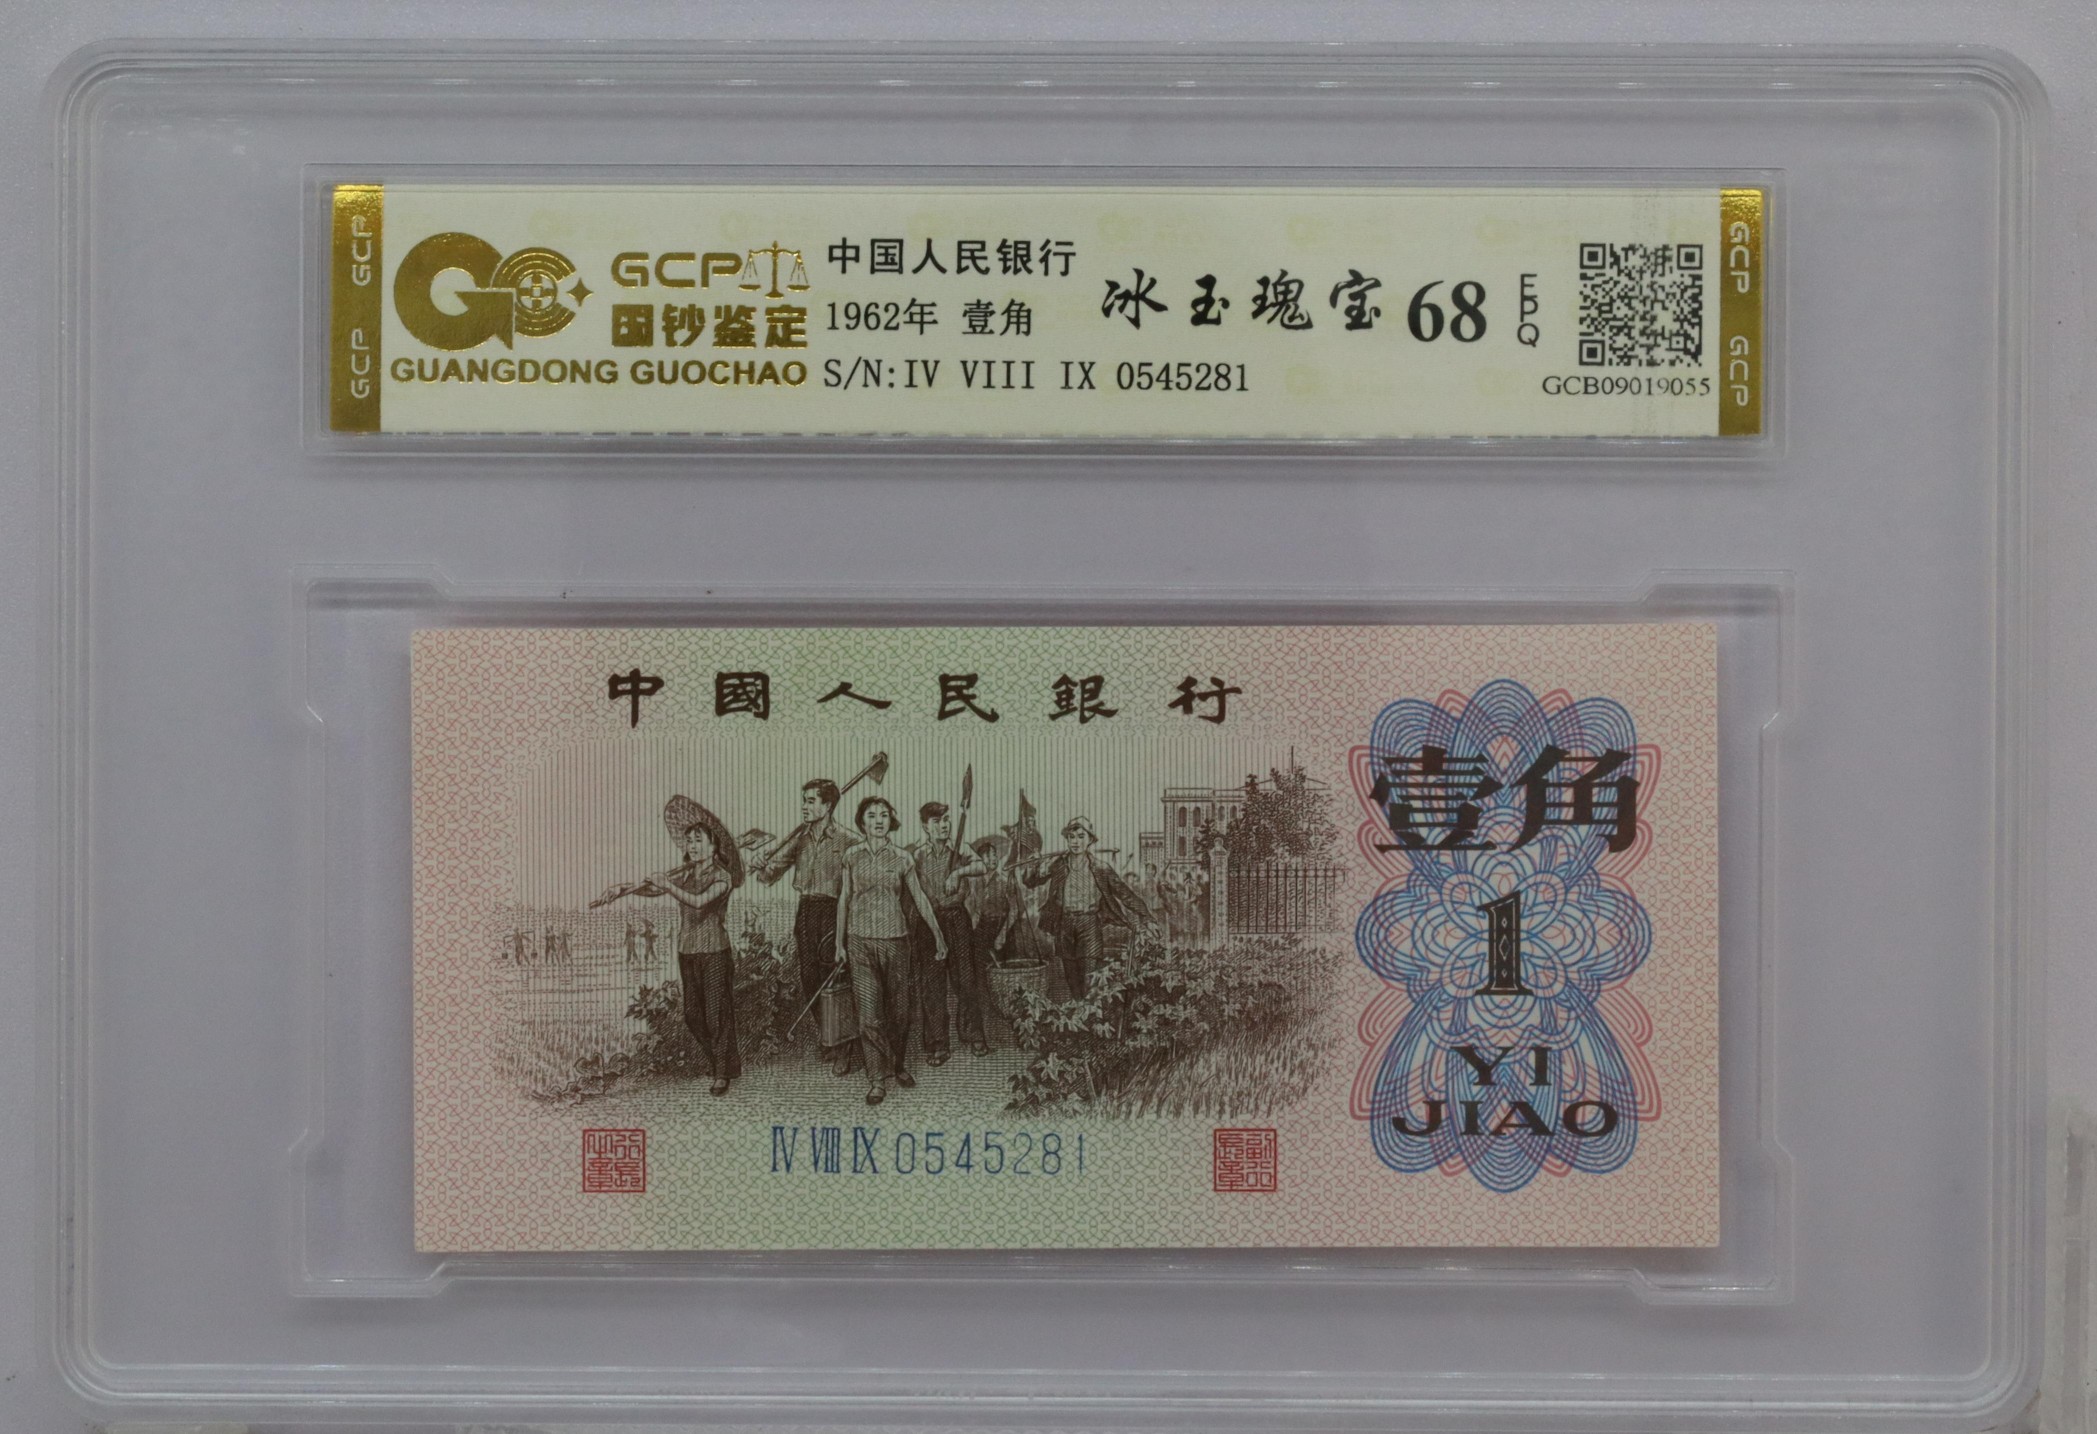 GCP GCP
GCP
国钞鉴定
GUANGDONG GUOCHAO
中国人民银行
1962年 壹角
S/N:IV VIII IX 0545281
冰玉瑰宝 68 EPQ
GCB09019055
GCP GCP
中國人民銀行
壹角
1
YI
JIAO
IV VIII IX 0545281